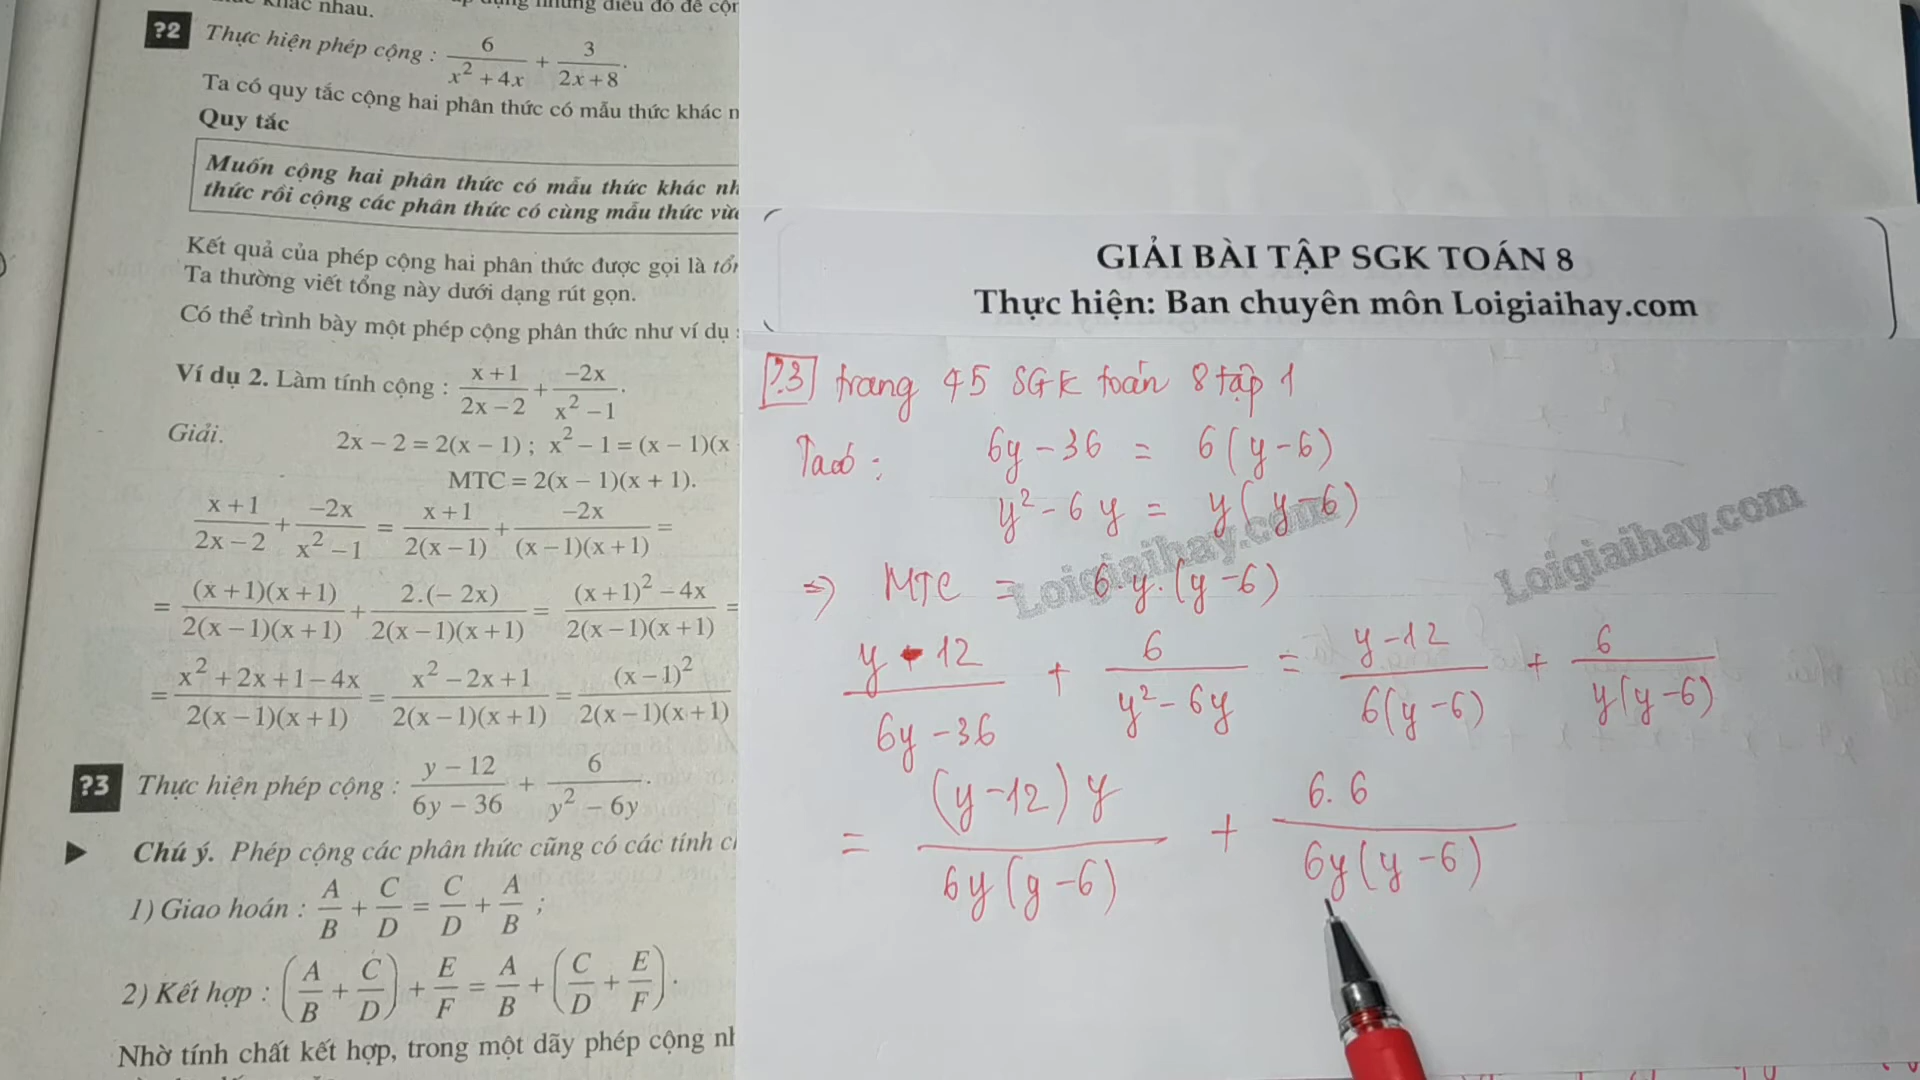 khác nhau.
những điều đó để cộn
?2 Thực hiện phép cộng : 6/(x² + 4x) + 3/(2x + 8).
Ta có quy tắc cộng hai phân thức có mẫu thức khác n
Quy tắc
Muốn cộng hai phân thức có mẫu thức khác nh
thức rồi cộng các phân thức có cùng mẫu thức vừa
Kết quả của phép cộng hai phân thức được gọi là tổn
Ta thường viết tổng này dưới dạng rút gọn.
Có thể trình bày một phép cộng phân thức như ví dụ :
Ví dụ 2. Làm tính cộng : (x + 1)/(2x − 2) + (−2x)/(x² − 1).
Giải. 2x − 2 = 2(x − 1) ; x² − 1 = (x − 1)(x
MTC = 2(x − 1)(x + 1).
(x + 1)/(2x − 2) + (−2x)/(x² − 1) = (x + 1)/(2(x − 1)) + (−2x)/((x − 1)(x + 1)) =
= ((x + 1)(x + 1))/(2(x − 1)(x + 1)) + (2.(− 2x))/(2(x − 1)(x + 1)) = ((x + 1)² − 4x)/(2(x − 1)(x + 1)) =
= (x² + 2x + 1 − 4x)/(2(x − 1)(x + 1)) = (x² − 2x + 1)/(2(x − 1)(x + 1)) = (x − 1)²/(2(x − 1)(x + 1))
?3 Thực hiện phép cộng : (y − 12)/(6y − 36) + 6/(y² − 6y).
▶ Chú ý. Phép cộng các phân thức cũng có các tính c
1) Giao hoán : A/B + C/D = C/D + A/B ;
2) Kết hợp : (A/B + C/D) + E/F = A/B + (C/D + E/F).
Nhờ tính chất kết hợp, trong một dãy phép cộng nh
GIẢI BÀI TẬP SGK TOÁN 8
Thực hiện: Ban chuyên môn Loigiaihay.com
?3 trang 45 SGK toán 8 tập 1
Ta có : 6y − 36 = 6(y − 6)
y² − 6y = y(y − 6)
⇒ MTC = 6.y.(y − 6)
(y - 12)/(6y − 36) + 6/(y² − 6y) = (y − 12)/(6(y − 6)) + 6/(y(y − 6))
= ((y − 12)y)/(6y(y − 6)) + (6.6)/(6y(y − 6))
Loigiaihay.com
Loigiaihay.com